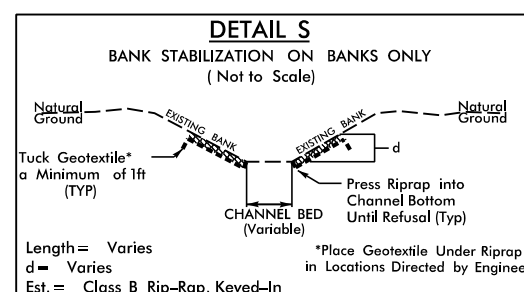 DETAIL S
BANK STABILIZATION ON BANKS ONLY
( Not to Scale)
Natural
Ground
EXISTING BANK
EXISTING BANK
Natural
Ground
d
Tuck Geotextile*
a Minimum of 1ft
(TYP)
Press Riprap into
Channel Bottom
Until Refusal (Typ)
CHANNEL BED
(Variable)
Length = Varies
d = Varies
Est. = Class B Rip-Rap, Keyed-In
*Place Geotextile Under Riprap
in Locations Directed by Enginee